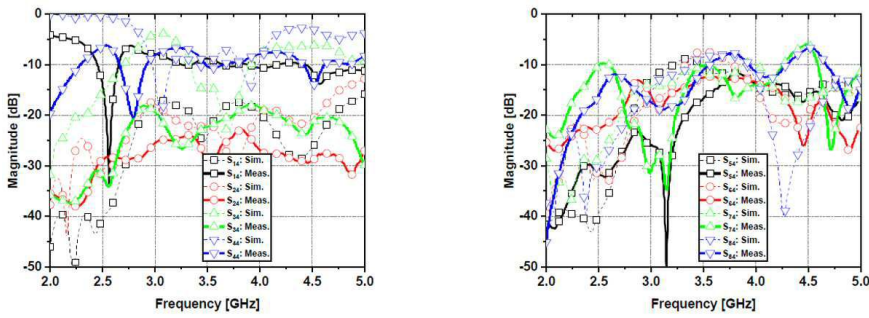 0
-10
-20
-30
-40
-50
Magnitude [dB]
2.0 2.5 3.0 3.5 4.0 4.5 5.0
Frequency [GHz]
S14: Sim.
S14: Meas.
S24: Sim.
S24: Meas.
S34: Sim.
S34: Meas.
S44: Sim.
S44: Meas.
0
-10
-20
-30
-40
-50
Magnitude [dB]
2.0 2.5 3.0 3.5 4.0 4.5 5.0
Frequency [GHz]
S54: Sim.
S54: Meas.
S64: Sim.
S64: Meas.
S74: Sim.
S74: Meas.
S84: Sim.
S84: Meas.